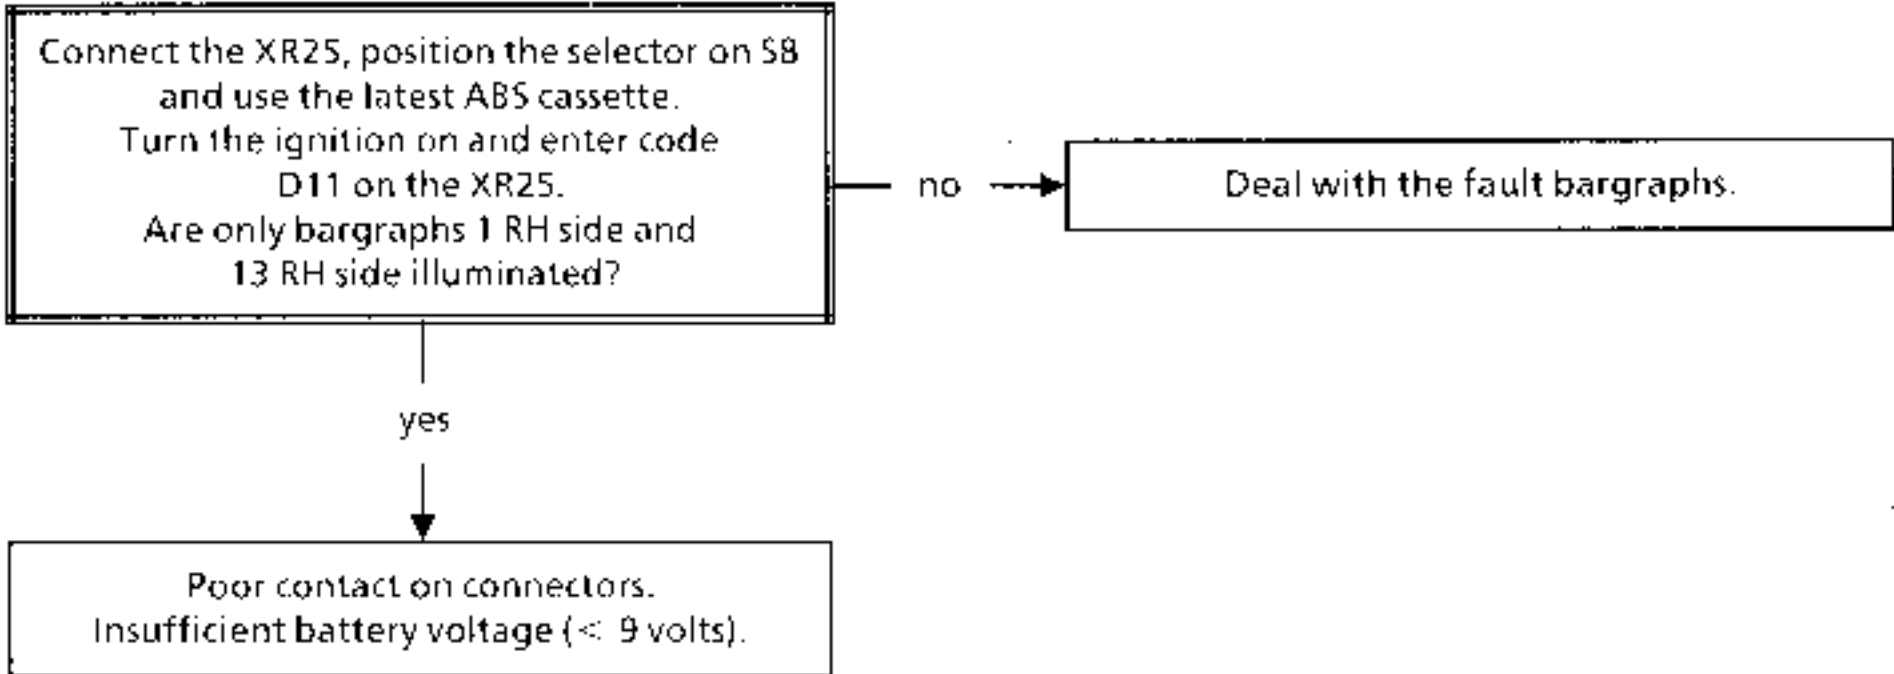 Connect the XR25, position the selector on S8
and use the latest ABS cassette.
Turn the ignition on and enter code
D11 on the XR25.
Are only bargraphs 1 RH side and
13 RH side illuminated?
no
Deal with the fault bargraphs.
yes
Poor contact on connectors.
Insufficient battery voltage (< 9 volts).